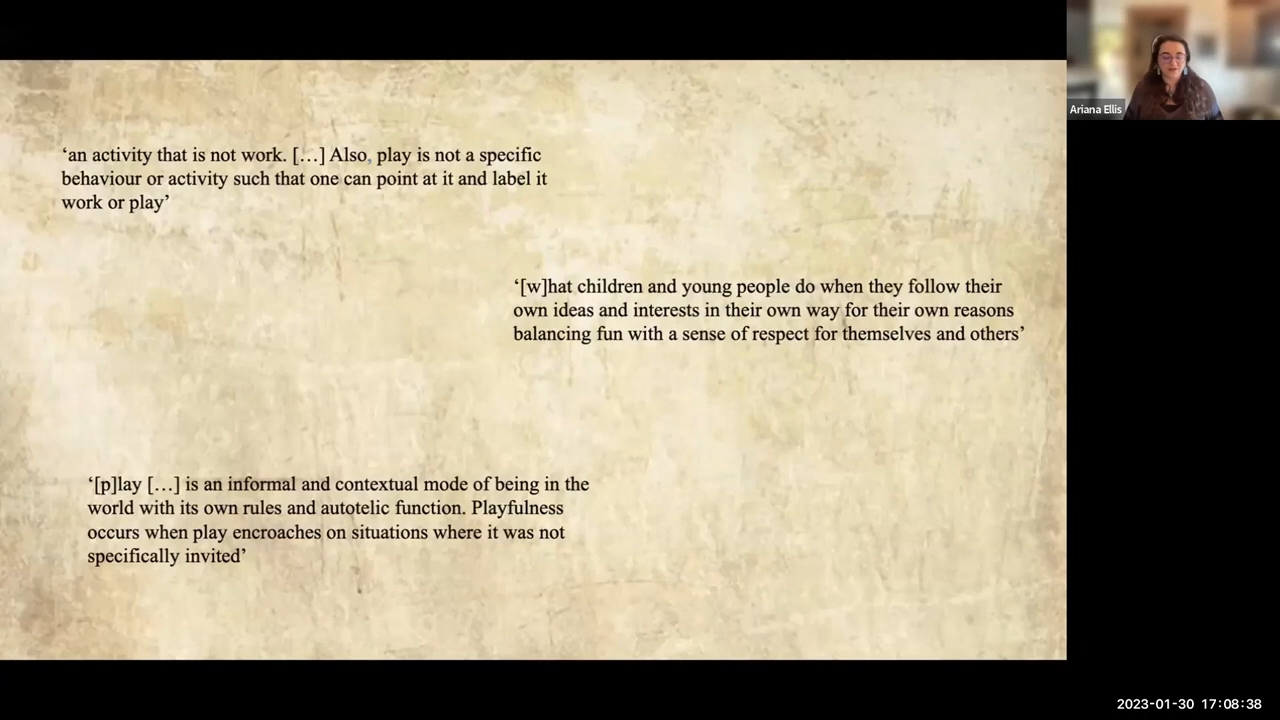 ‘an activity that is not work. […] Also, play is not a specific
behaviour or activity such that one can point at it and label it
work or play’
‘[w]hat children and young people do when they follow their
own ideas and interests in their own way for their own reasons
balancing fun with a sense of respect for themselves and others’
‘[p]lay […] is an informal and contextual mode of being in the
world with its own rules and autotelic function. Playfulness
occurs when play encroaches on situations where it was not
specifically invited’
Ariana Ellis
2023-01-30 17:08:38